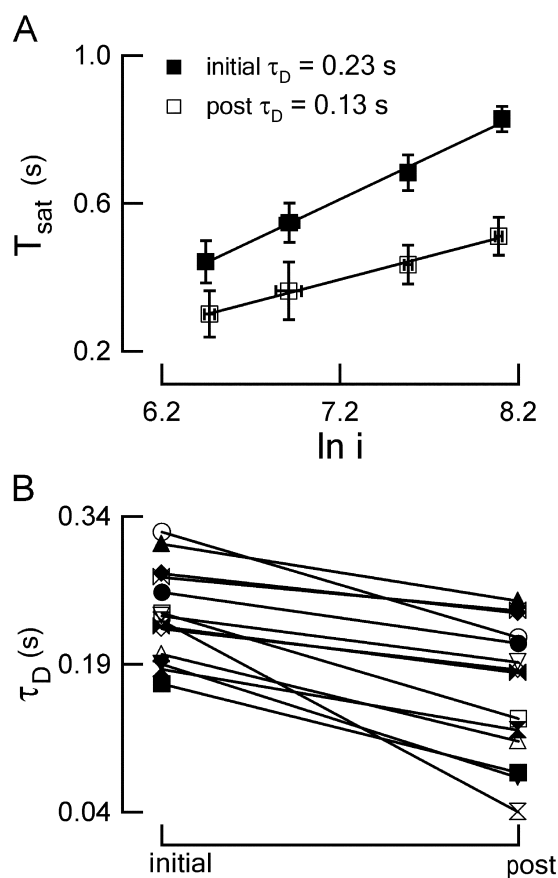 A
1.0
initial τD = 0.23 s
post τD = 0.13 s
Tsat (s)
0.6
0.2
6.2 7.2 8.2
ln i
B
0.34
τD (s)
0.19
0.04
initial post